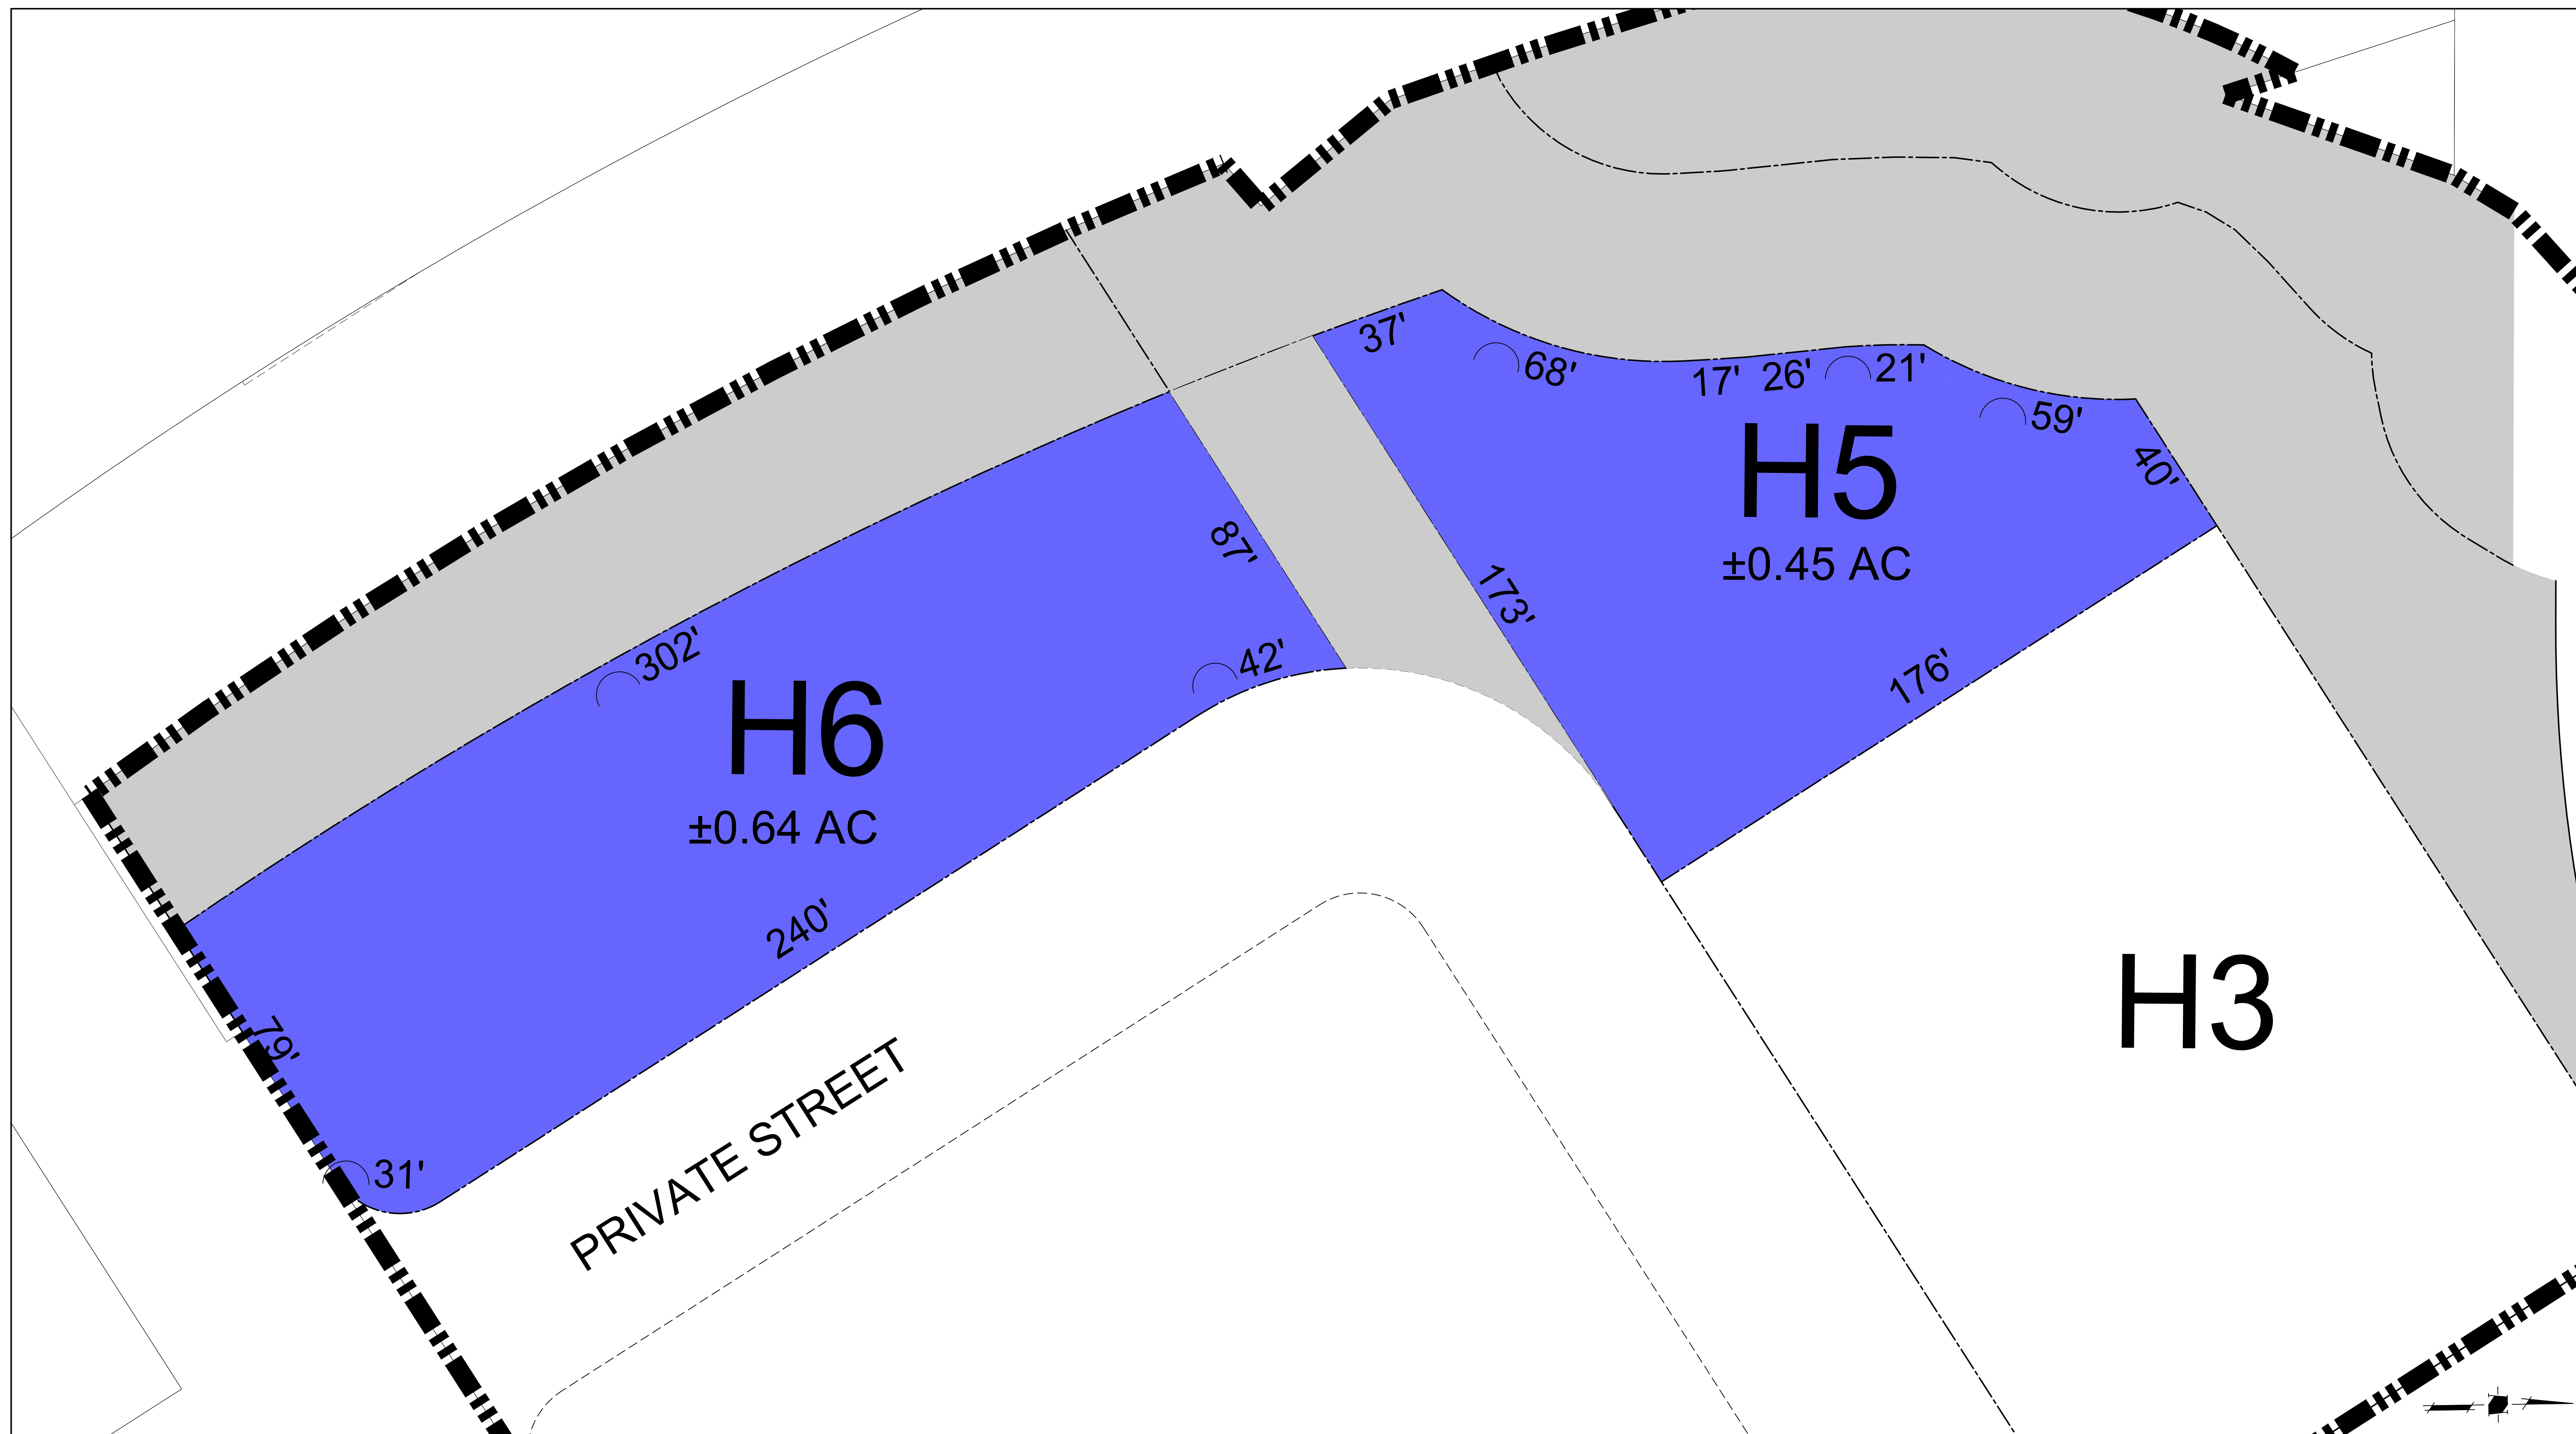 37'
68'
17'
26'
21'
59'
40'
H5
±0.45 AC
87'
173'
176'
302'
42'
H6
±0.64 AC
240'
79'
31'
PRIVATE STREET
H3